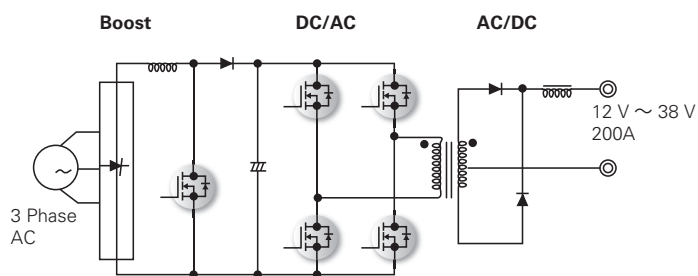 Boost
DC/AC
AC/DC
12 V ～ 38 V
200A
3 Phase
AC